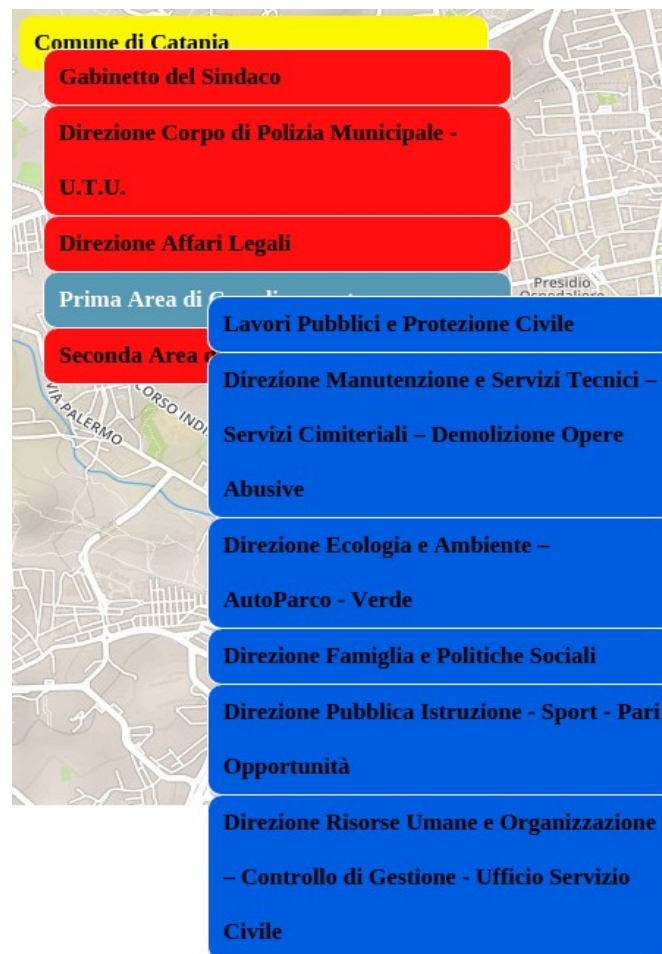 Comune di Catania
Gabinetto del Sindaco
Direzione Corpo di Polizia Municipale -
U.T.U.
Direzione Affari Legali
Presidio
Ospedaliero
Prima Area di
Lavori Pubblici e Protezione Civile
Seconda Area
Direzione Manutenzione e Servizi Tecnici –
Servizi Cimiteriali – Demolizione Opere
Abusive
VIA PALERMO
CORSO INDI
Direzione Ecologia e Ambiente –
AutoParco - Verde
Direzione Famiglia e Politiche Sociali
Direzione Pubblica Istruzione - Sport - Pari
Opportunità
Direzione Risorse Umane e Organizzazione
– Controllo di Gestione - Ufficio Servizio
Civile